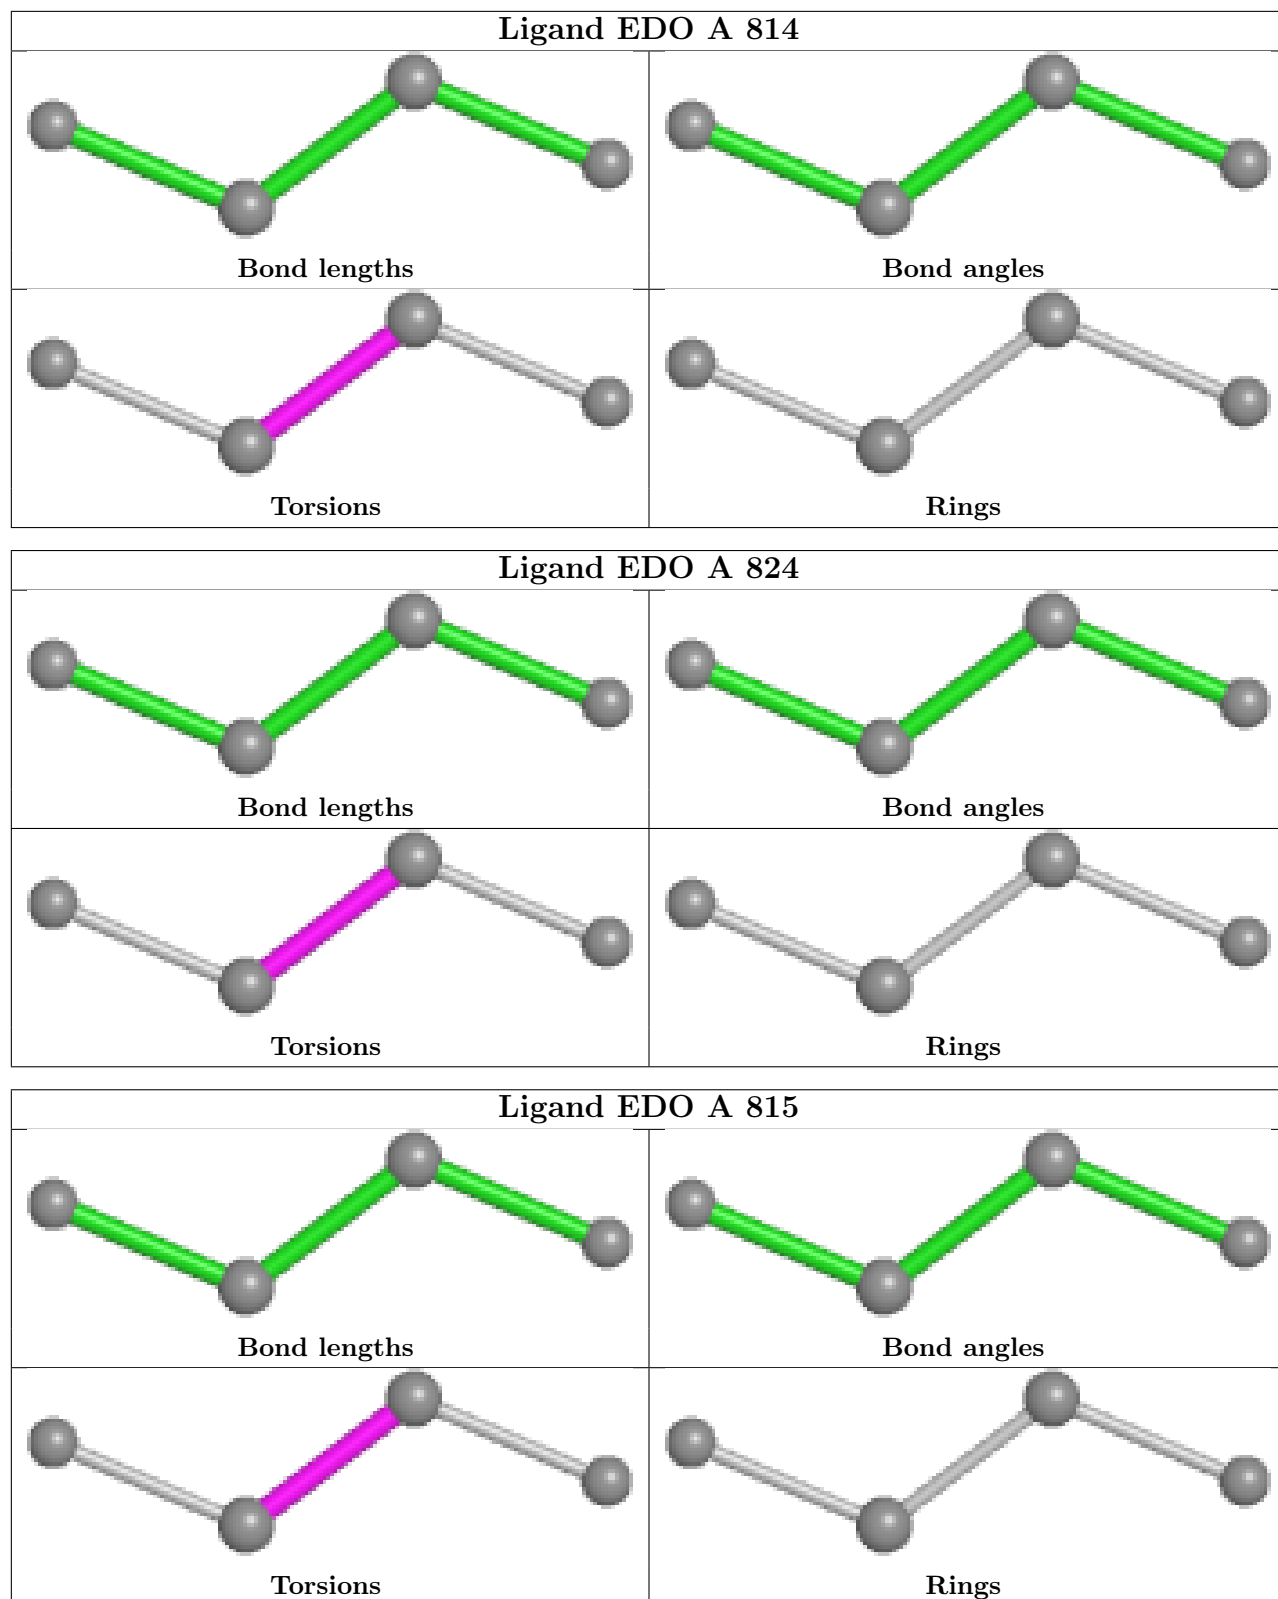 Ligand EDO A 814
Bond lengths
Bond angles
Torsions
Rings
Ligand EDO A 824
Bond lengths
Bond angles
Torsions
Rings
Ligand EDO A 815
Bond lengths
Bond angles
Torsions
Rings